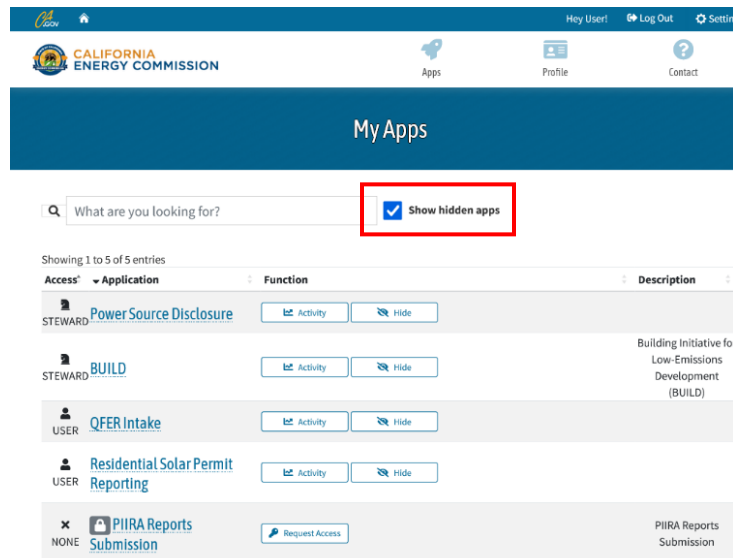 CA.GOV Hey User! Log Out Settin
CALIFORNIA
ENERGY COMMISSION
Apps Profile Contact
My Apps
What are you looking for? Show hidden apps
Showing 1 to 5 of 5 entries
Access Application Function Description
STEWARD Power Source Disclosure Activity Hide
STEWARD BUILD Activity Hide Building Initiative fo
Low-Emissions
Development
(BUILD)
USER QFER Intake Activity Hide
USER Residential Solar Permit
Reporting Activity Hide
NONE PIIRA Reports
Submission Request Access PIIRA Reports
Submission